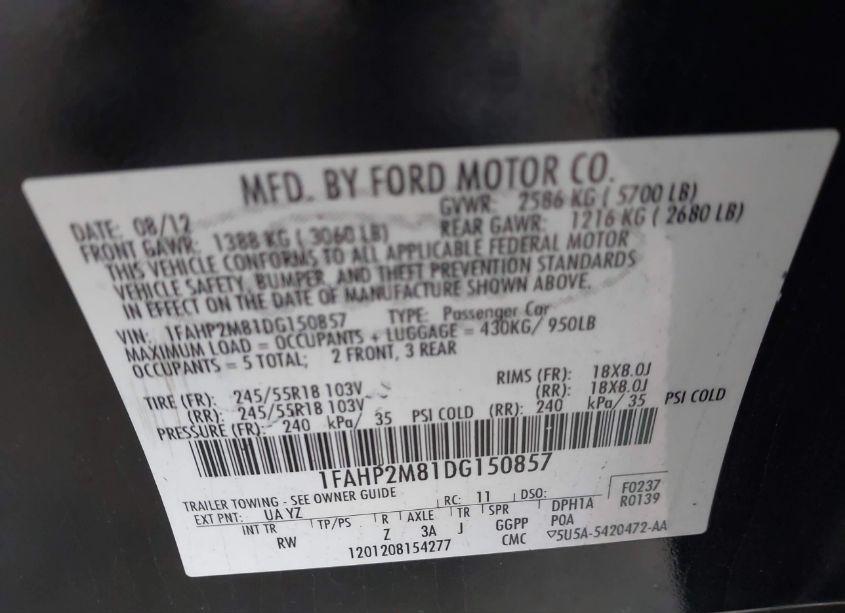 MFD. BY FORD MOTOR CO.
DATE: 08/12 GVWR: 2586 KG ( 5700 LB)
FRONT GAWR: 1388 KG ( 3060 LB) REAR GAWR: 1216 KG ( 2680 LB)
THIS VEHICLE CONFORMS TO ALL APPLICABLE FEDERAL MOTOR
VEHICLE SAFETY, BUMPER, AND THEFT PREVENTION STANDARDS
IN EFFECT ON THE DATE OF MANUFACTURE SHOWN ABOVE.
VIN: 1FAHP2M81DG150857 TYPE: Passenger Car
MAXIMUM LOAD = OCCUPANTS + LUGGAGE = 430KG/ 950LB
OCCUPANTS = 5 TOTAL; 2 FRONT, 3 REAR
TIRE (FR): 245/55R18 103V RIMS (FR): 18X8.0J
(RR): 245/55R18 103V (RR): 18X8.0J
PRESSURE (FR): 240 kPa/ 35 PSI COLD (RR): 240 kPa/ 35 PSI COLD
1FAHP2M81DG150857
TRAILER TOWING - SEE OWNER GUIDE RC: 11 DSO: F0237
EXT PNT: UA YZ DPH1A R0139
INT TR TP/PS R AXLE TR SPR POA
RW Z 3A J GGPP
1201208154277 CMC ▽5U5A-5420472-AA